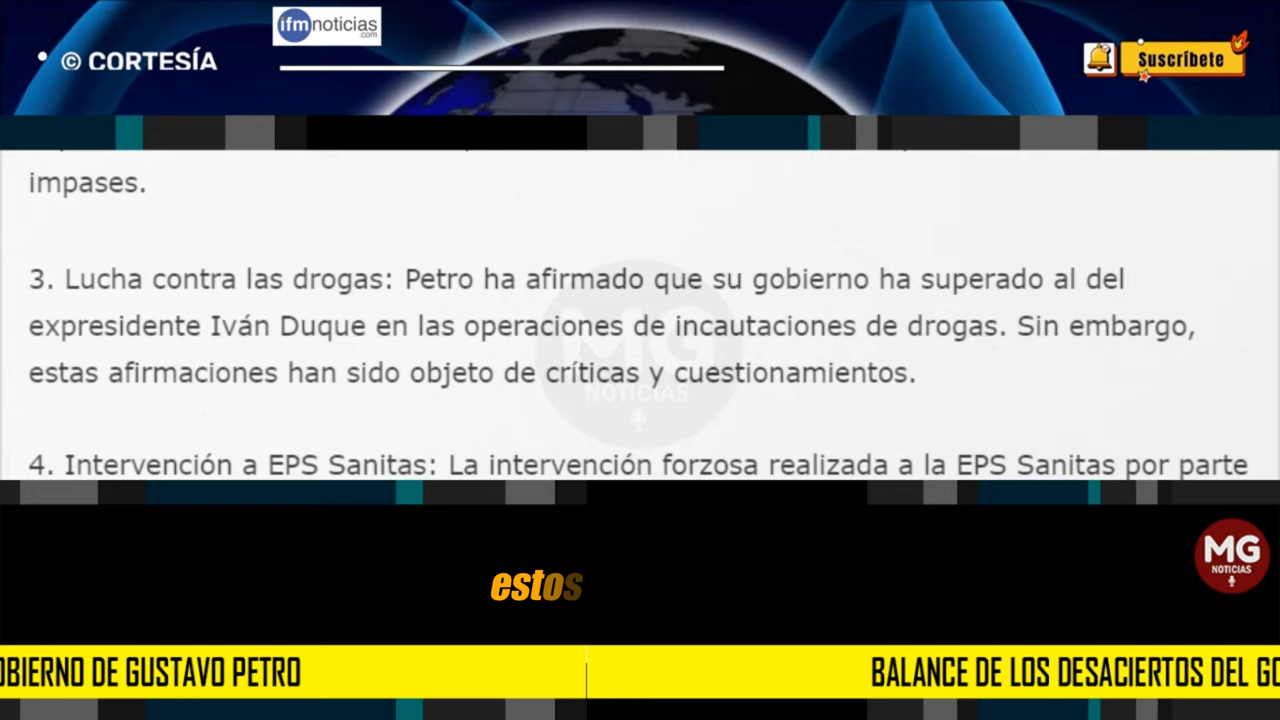 ifmnoticias
.com
© CORTESÍA
Suscríbete
impases.
3. Lucha contra las drogas: Petro ha afirmado que su gobierno ha superado al del
expresidente Iván Duque en las operaciones de incautaciones de drogas. Sin embargo,
estas afirmaciones han sido objeto de críticas y cuestionamientos.
MG
NOTICIAS
4. Intervención a EPS Sanitas: La intervención forzosa realizada a la EPS Sanitas por parte
MG
NOTICIAS
estos
OBIERNO DE GUSTAVO PETRO
BALANCE DE LOS DESACIERTOS DEL GO